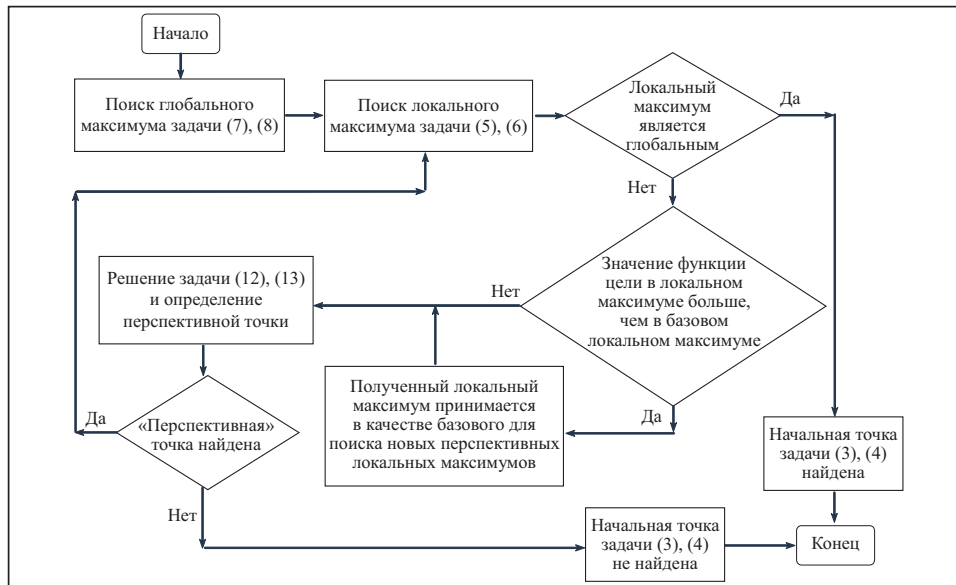 Начало
Поиск глобального
максимума задачи (7), (8)
Поиск локального
максимума задачи (5), (6)
Локальный
максимум
является
глобальным
Да
Нет
Значение функции
цели в локальном
максимуме больше,
чем в базовом
локальном максимуме
Нет
Да
Решение задачи (12), (13)
и определение
перспективной точки
Полученный локальный
максимум принимается
в качестве базового для
поиска новых перспективных
локальных максимумов
«Перспективная»
точка найдена
Да
Нет
Начальная точка
задачи (3), (4)
найдена
Начальная точка
задачи (3), (4)
не найдена
Конец